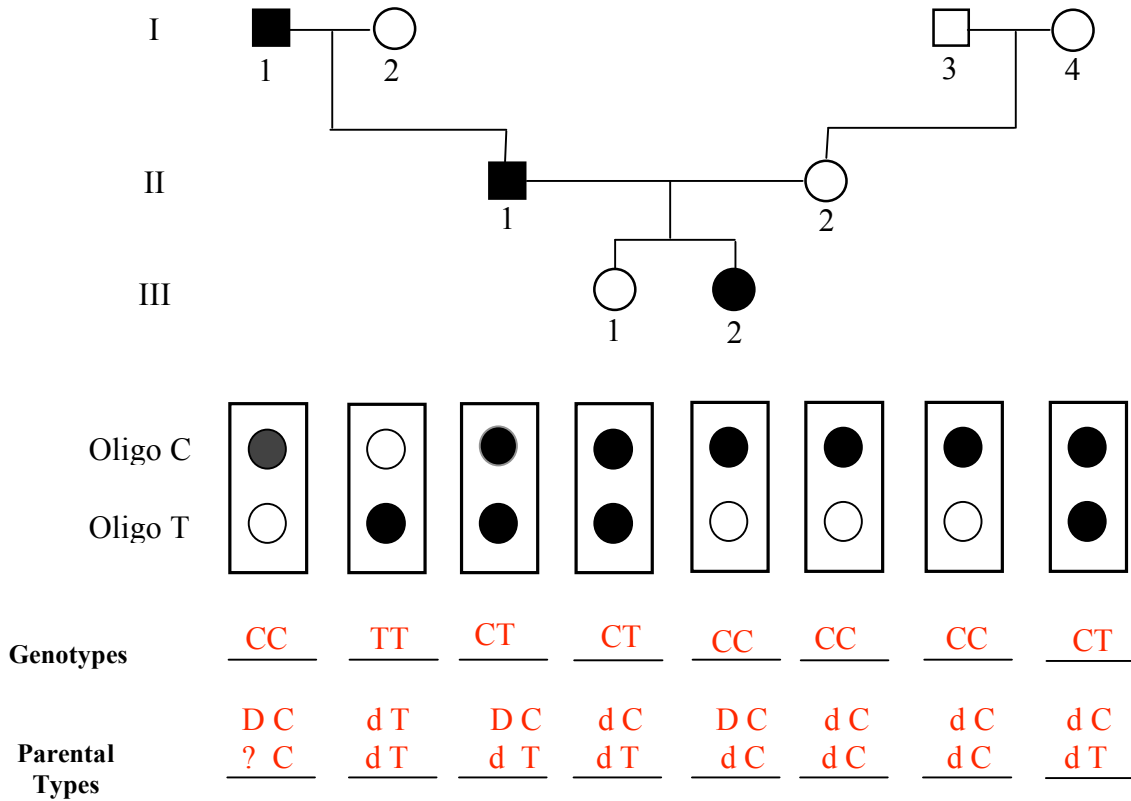 I
1 2 3 4
II
1 2
III
1 2
Oligo C
Oligo T
Genotypes CC TT CT CT CC CC CC CT
D C d T D C d C D C d C d C d C
Parental ? C d T d T d T d C d C d C d T
Types